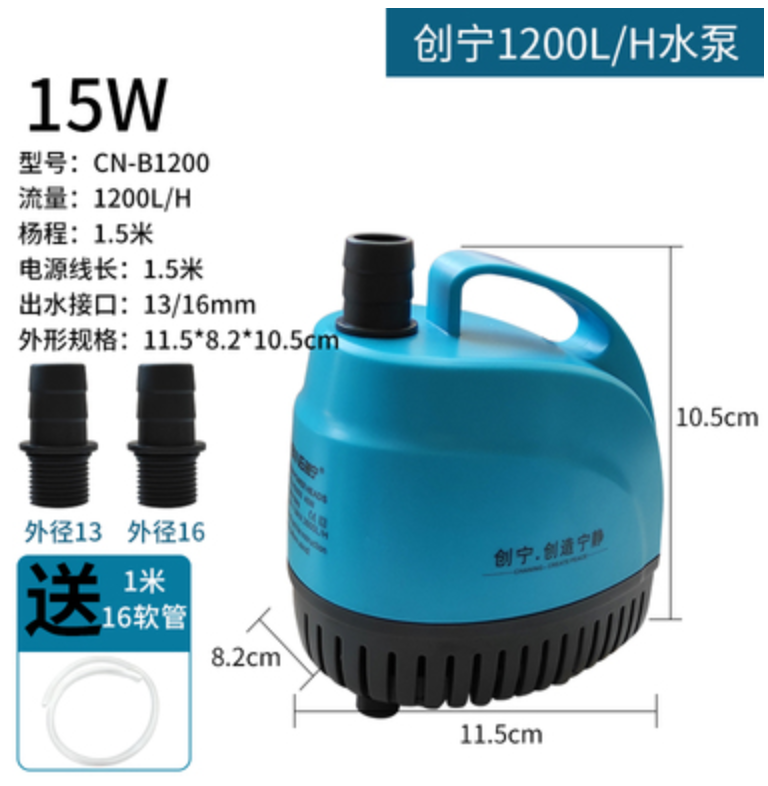 创宁1200L/H水泵
15W
型号：CN-B1200
流量：1200L/H
杨程：1.5米
电源线长：1.5米
出水接口：13/16mm
外形规格：11.5*8.2*10.5cm
外径13
外径16
送
1米
16软管
10.5cm
创宁.创造宁静
8.2cm
11.5cm